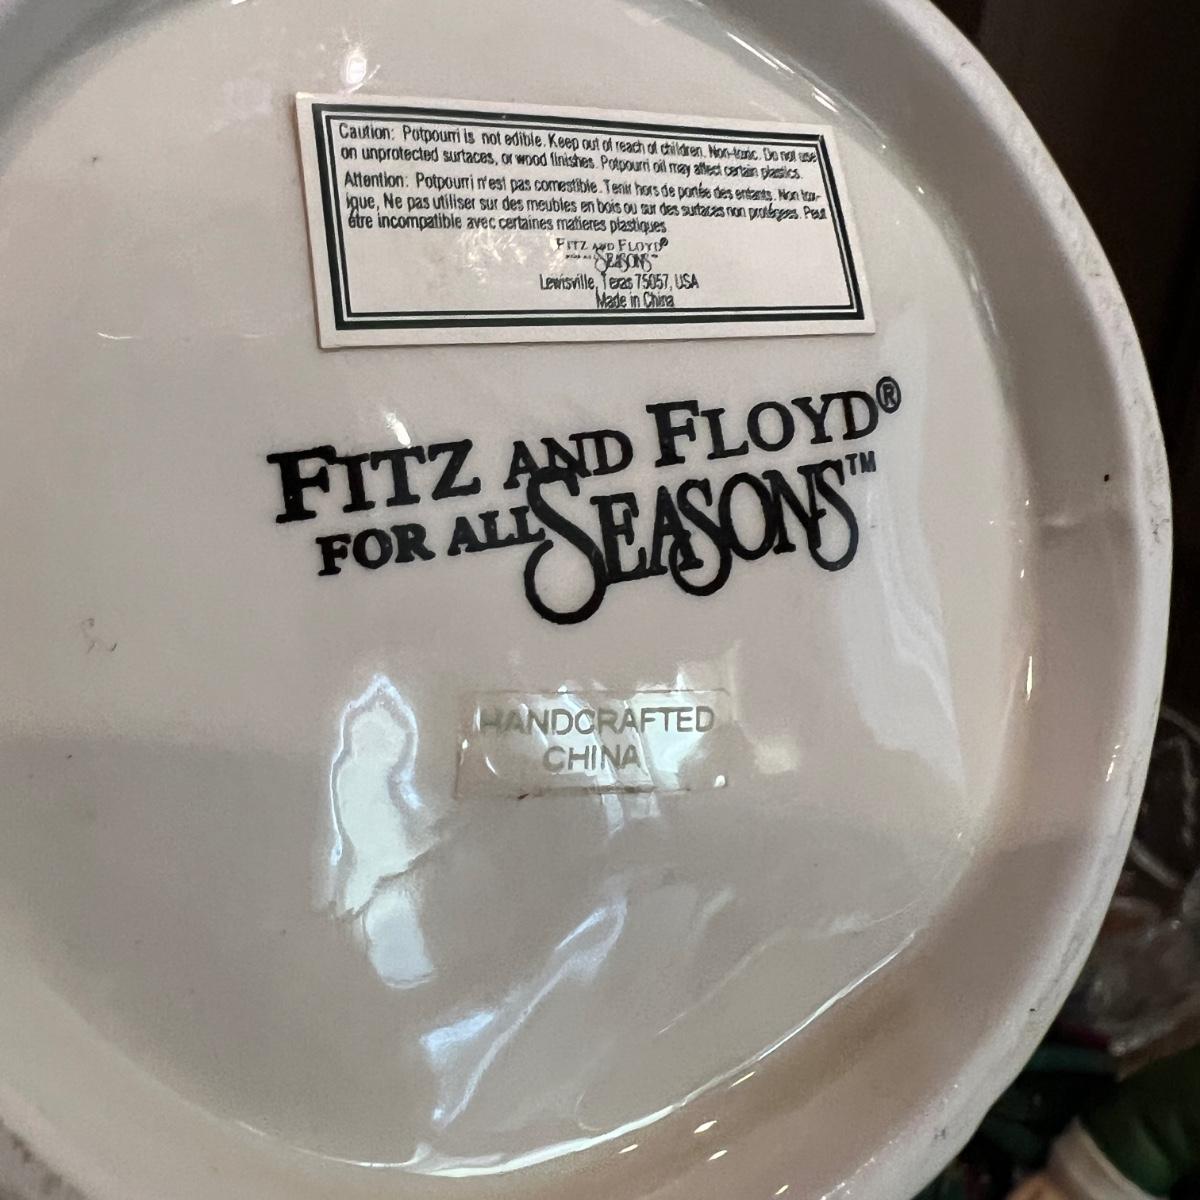 Caution: Potpourri is not edible. Keep out of reach of children. Non-toxic. Do not use
on unprotected surfaces, or wood finishes. Potpourri oil may affect certain plastics.
Attention: Potpourri n'est pas comestible. Tenir hors de portée des enfants. Non tox-
ique, Ne pas utiliser sur des meubles en bois ou sur des surfaces non protégees. Peut
être incompatible avec certaines matieres plastiques
FITZ AND FLOYD®
SEASONS™
Lewisville, Texas 75057, USA
Made in China
FITZ AND FLOYD®
FOR ALL SEASONS™
HANDCRAFTED
CHINA